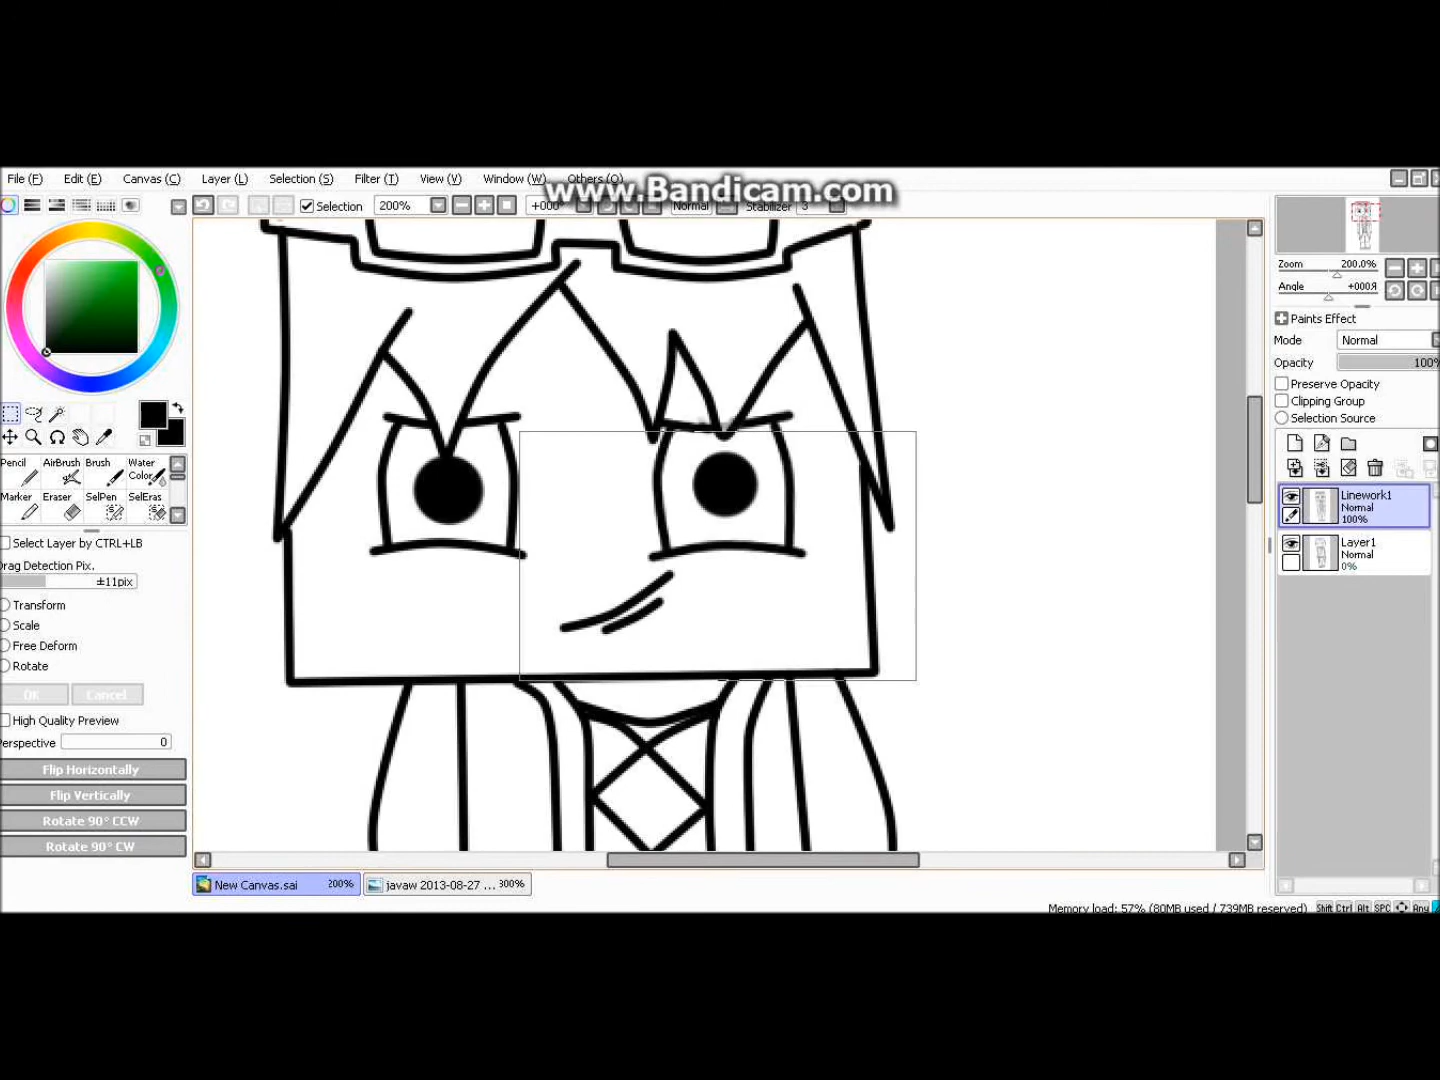 www.Bandicam.com
File (F) Edit (E) Canvas (C) Layer (L) Selection (S) Filter (T) View (V) Window (W) Others (O)
Selection 200% +000° Normal Stabilizer 3
Zoom 200.0%
Angle +000Я
Paints Effect
Mode Normal
Opacity 100%
Preserve Opacity
Clipping Group
Selection Source
Pencil AirBrush Brush Water Color
Marker Eraser SelPen SelEras
Select Layer by CTRL+LB
Drag Detection Pix.
±11pix
Transform
Scale
Free Deform
Rotate
OK Cancel
High Quality Preview
Perspective 0
Flip Horizontally
Flip Vertically
Rotate 90° CCW
Rotate 90° CW
Linework1
Normal
100%
Layer1
Normal
0%
New Canvas.sai 200% javaw 2013-08-27 ... 300%
Memory load: 57% (80MB used / 739MB reserved) Shift Ctrl Alt SPC Any